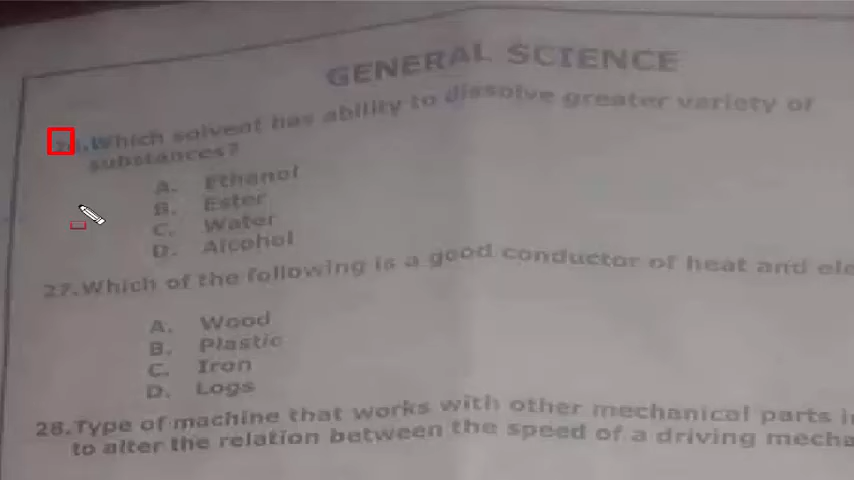 GENERAL SCIENCE
26.Which solvent has ability to dissolve greater variety of
substances?
A. Ethanol
B. Ester
C. Water
D. Alcohol
27.Which of the following is a good conductor of heat and
A. Wood
B. Plastic
C. Iron
D. Logs
28.Type of machine that works with other mechanical parts
to alter the relation between the speed of a driving